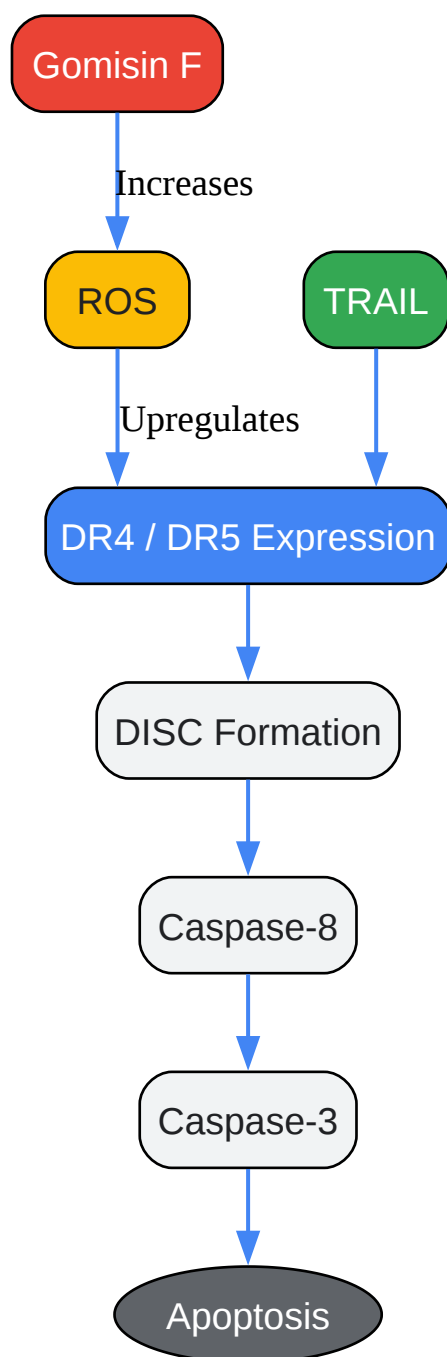 Gomisin F
Increases
ROS
TRAIL
Upregulates
DR4 / DR5 Expression
DISC Formation
Caspase-8
Caspase-3
Apoptosis